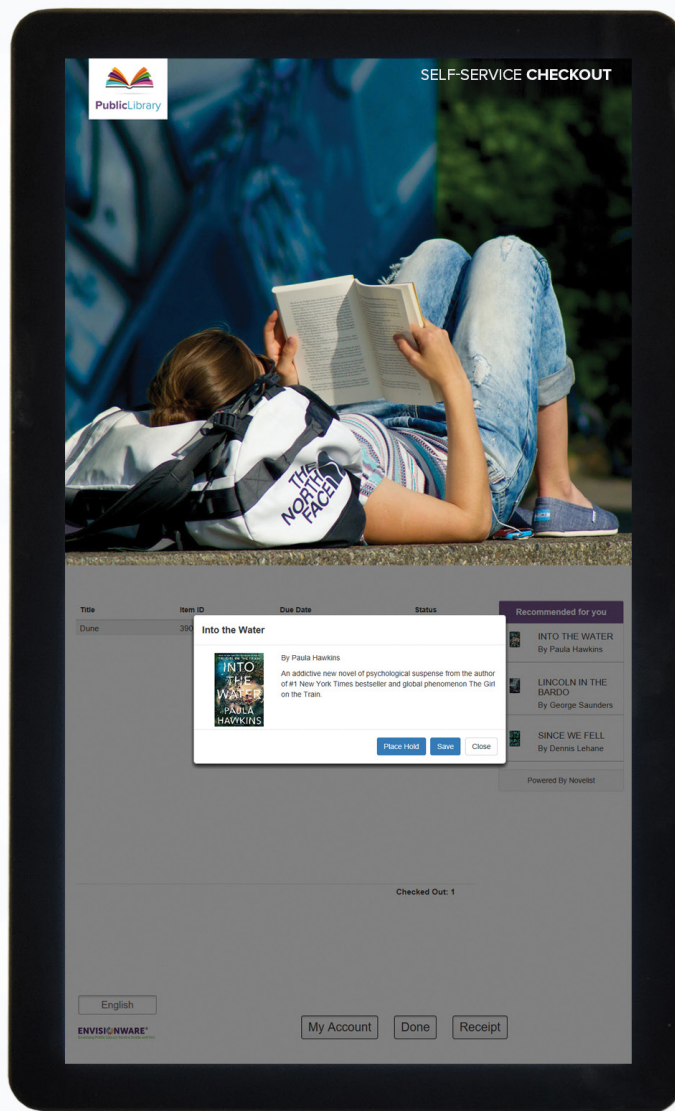 PublicLibrary
SELF-SERVICE CHECKOUT
THE
NORTH
FACE
Title Item ID Due Date Status
Dune 390
Into the Water
INTO
THE
WATER
PAULA
HAWKINS
By Paula Hawkins
An addictive new novel of psychological suspense from the author
of #1 New York Times bestseller and global phenomenon The Girl
on the Train.
Place Hold Save Close
Recommended for you
INTO THE WATER
By Paula Hawkins
LINCOLN IN THE
BARDO
By George Saunders
SINCE WE FELL
By Dennis Lehane
Powered By Novelist
Checked Out: 1
English
ENVISIONWARE®
My Account Done Receipt